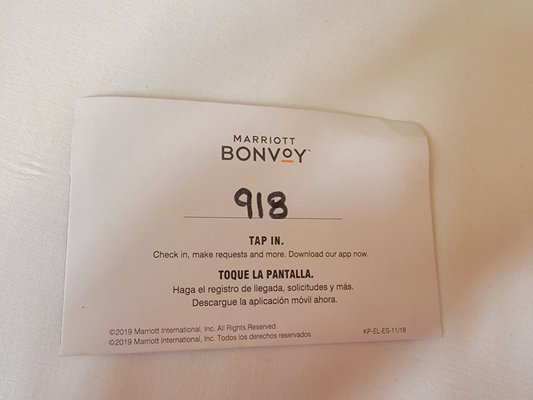 MARRIOTT
BONVOY™
918
TAP IN.
Check in, make requests and more. Download our app now.
TOQUE LA PANTALLA.
Haga el registro de llegada, solicitudes y más.
Descargue la aplicación móvil ahora.
©2019 Marriott International, Inc. All Rights Reserved.
©2019 Marriott International, Inc. Todos los derechos reservados.
KP-EL-ES-11/18